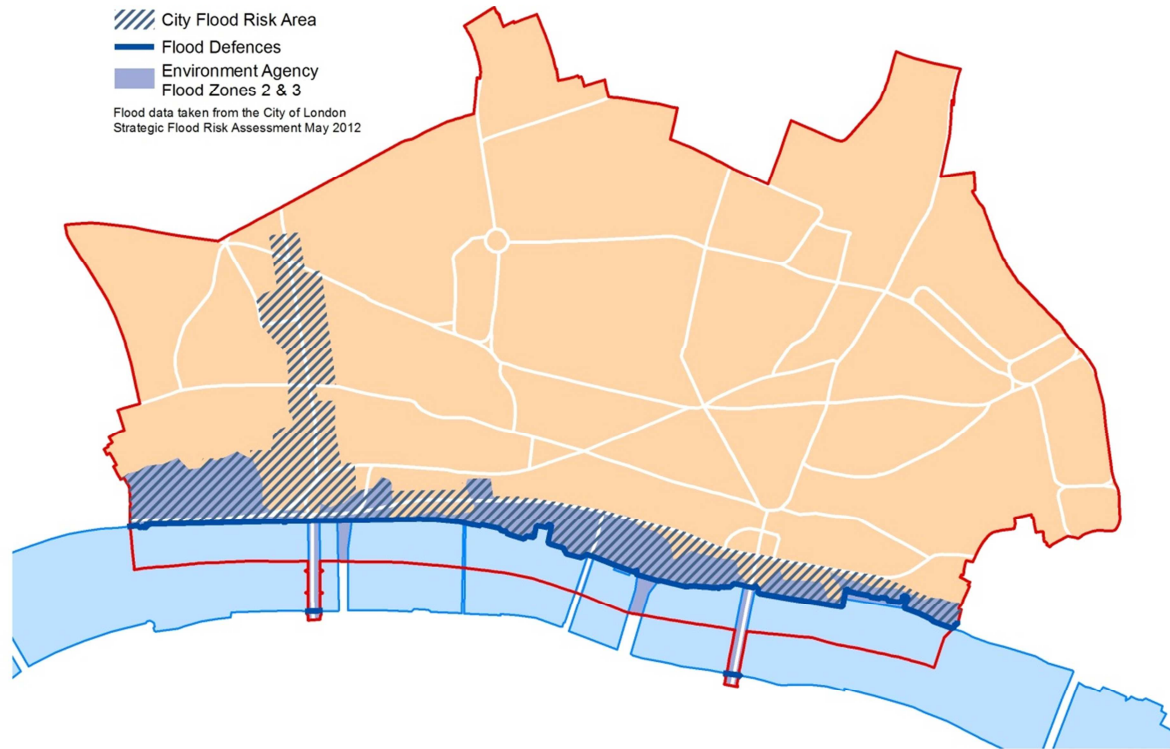 City Flood Risk Area
Flood Defences
Environment Agency
Flood Zones 2 & 3
Flood data taken from the City of London
Strategic Flood Risk Assessment May 2012